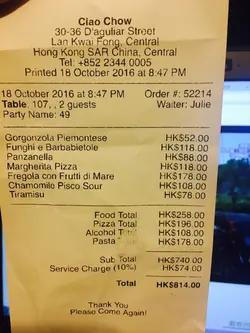 Ciao Chow
30-36 D'aguliar Street
Lan Kwai Fong, Central
Hong Kong SAR China, Central
Tel: +852 2344 0005
Printed 18 October 2016 at 8:47 PM
18 October 2016 at 8:47 PM Order #: 52214
Table: 107, , 2 guests Waiter: Julie
Party Name: 49
Gorgonzola Piemontese HK$52.00
Funghi e Barbabietole HK$118.00
Panzanella HK$88.00
Margherita Pizza HK$118.00
Fregola con Frutti di Mare HK$178.00
Chamomilo Pisco Sour HK$108.00
Tiramisu HK$78.00
Food Total HK$258.00
Pizza Total HK$196.00
Alcohol Total HK$108.00
Pasta HK$178.00
Sub Total HK$740.00
Service Charge (10%) HK$74.00
Total HK$814.00
Thank You
Please Come Again!